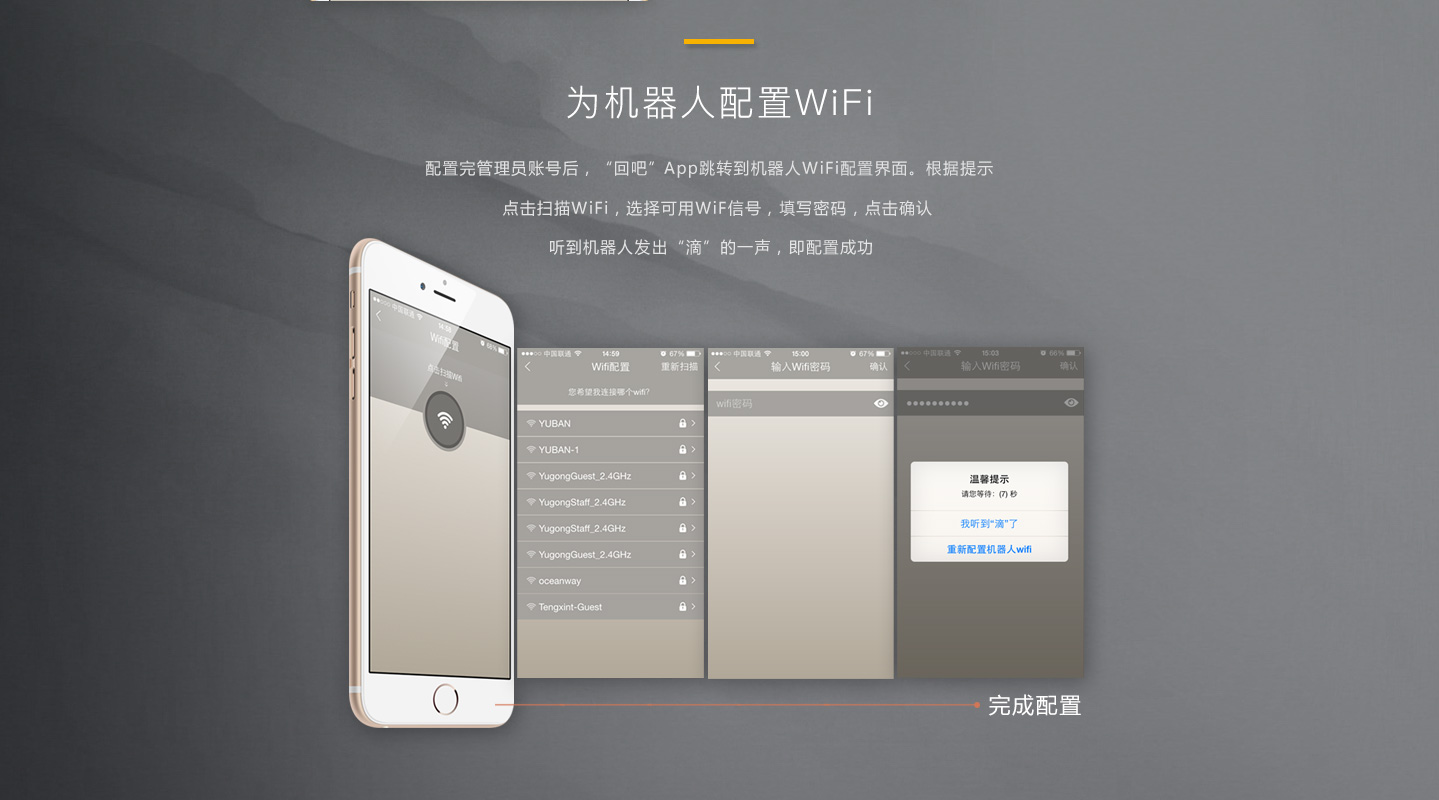 为机器人配置WiFi
配置完管理员账号后，“回吧”App跳转到机器人WiFi配置界面。根据提示
点击扫描WiFi，选择可用WiF信号，填写密码，点击确认
听到机器人发出“滴”的一声，即配置成功
中国联通 14:58 66%
Wifi配置
点击扫描Wifi
中国联通 14:59 67%
Wifi配置 重新扫描
您希望我连接哪个wifi?
YUBAN
YUBAN-1
YugongGuest_2.4GHz
YugongStaff_2.4GHz
YugongStaff_2.4GHz
YugongGuest_2.4GHz
oceanway
Tengxint-Guest
中国联通 15:00 67%
输入Wifi密码 确认
wifi密码
中国联通 15:03 56%
输入Wifi密码 确认
温馨提示
请您等待：(7) 秒
我听到“滴”了
重新配置机器人wifi
完成配置